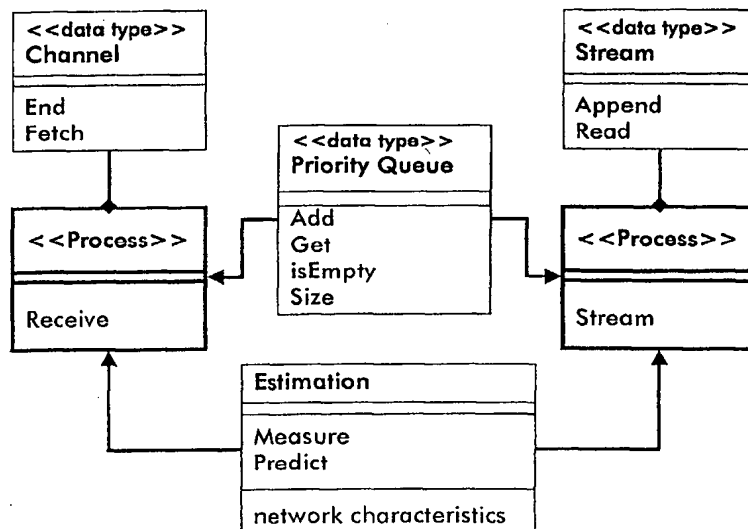 <<data type>>
Channel
End
Fetch
<<data type>>
Stream
Append
Read
<<data type>>
Priority Queue
Add
Get
isEmpty
Size
<<Process>>
Receive
<<Process>>
Stream
Estimation
Measure
Predict
network characteristics